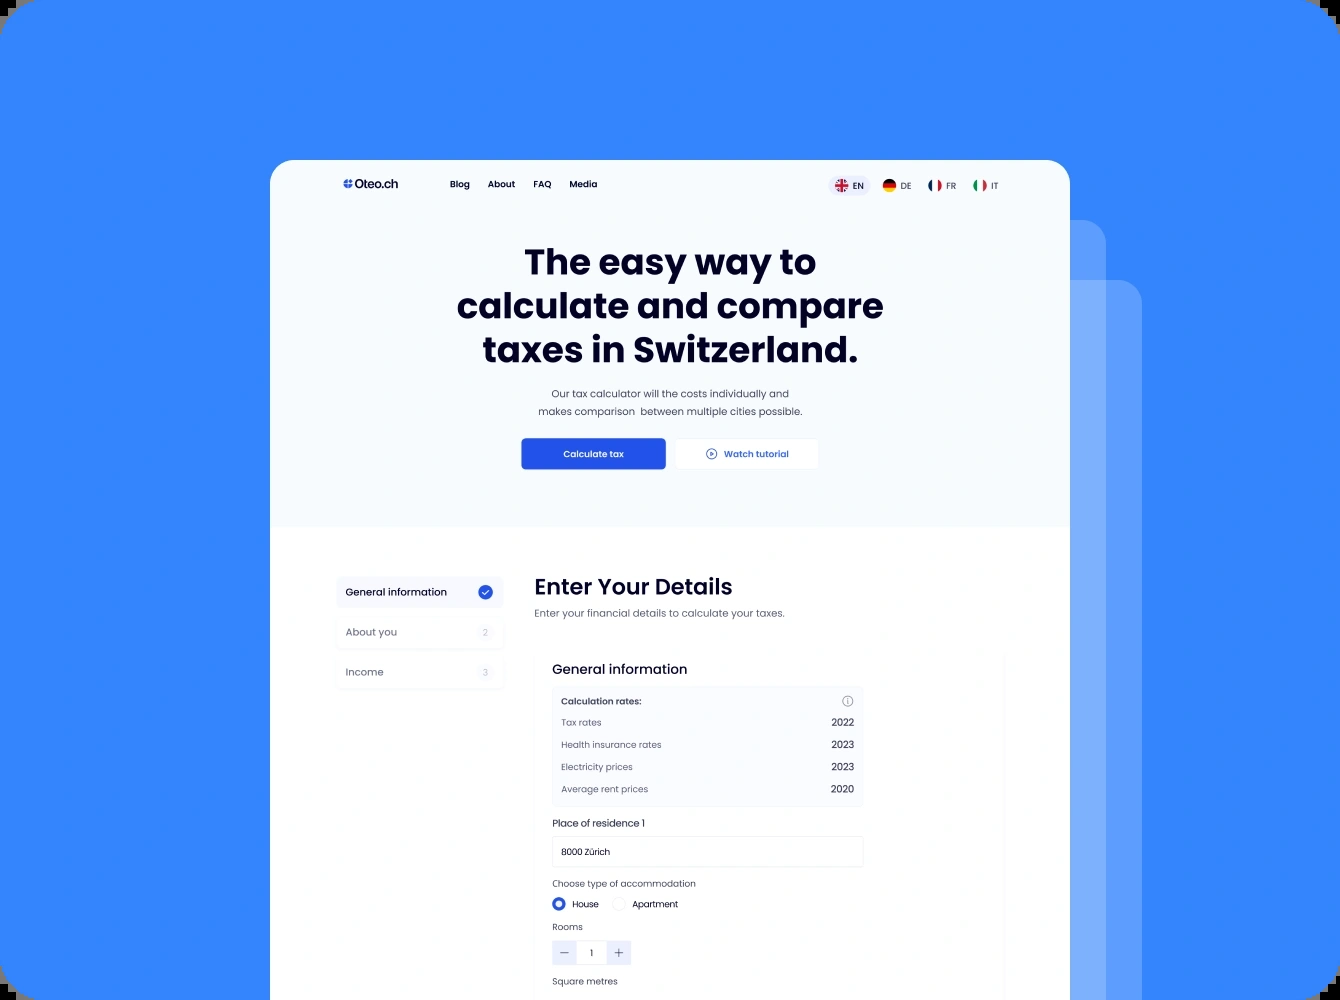 Oteo.ch
Blog About FAQ Media
EN DE FR IT
The easy way to
calculate and compare
taxes in Switzerland.
Our tax calculator will the costs individually and
makes comparison between multiple cities possible.
Calculate tax
Watch tutorial
General information
About you 2
Income 3
Enter Your Details
Enter your financial details to calculate your taxes.
General information
Calculation rates:
Tax rates 2022
Health insurance rates 2023
Electricity prices 2023
Average rent prices 2020
Place of residence 1
8000 Zürich
Choose type of accommodation
House Apartment
Rooms
− 1 +
Square metres